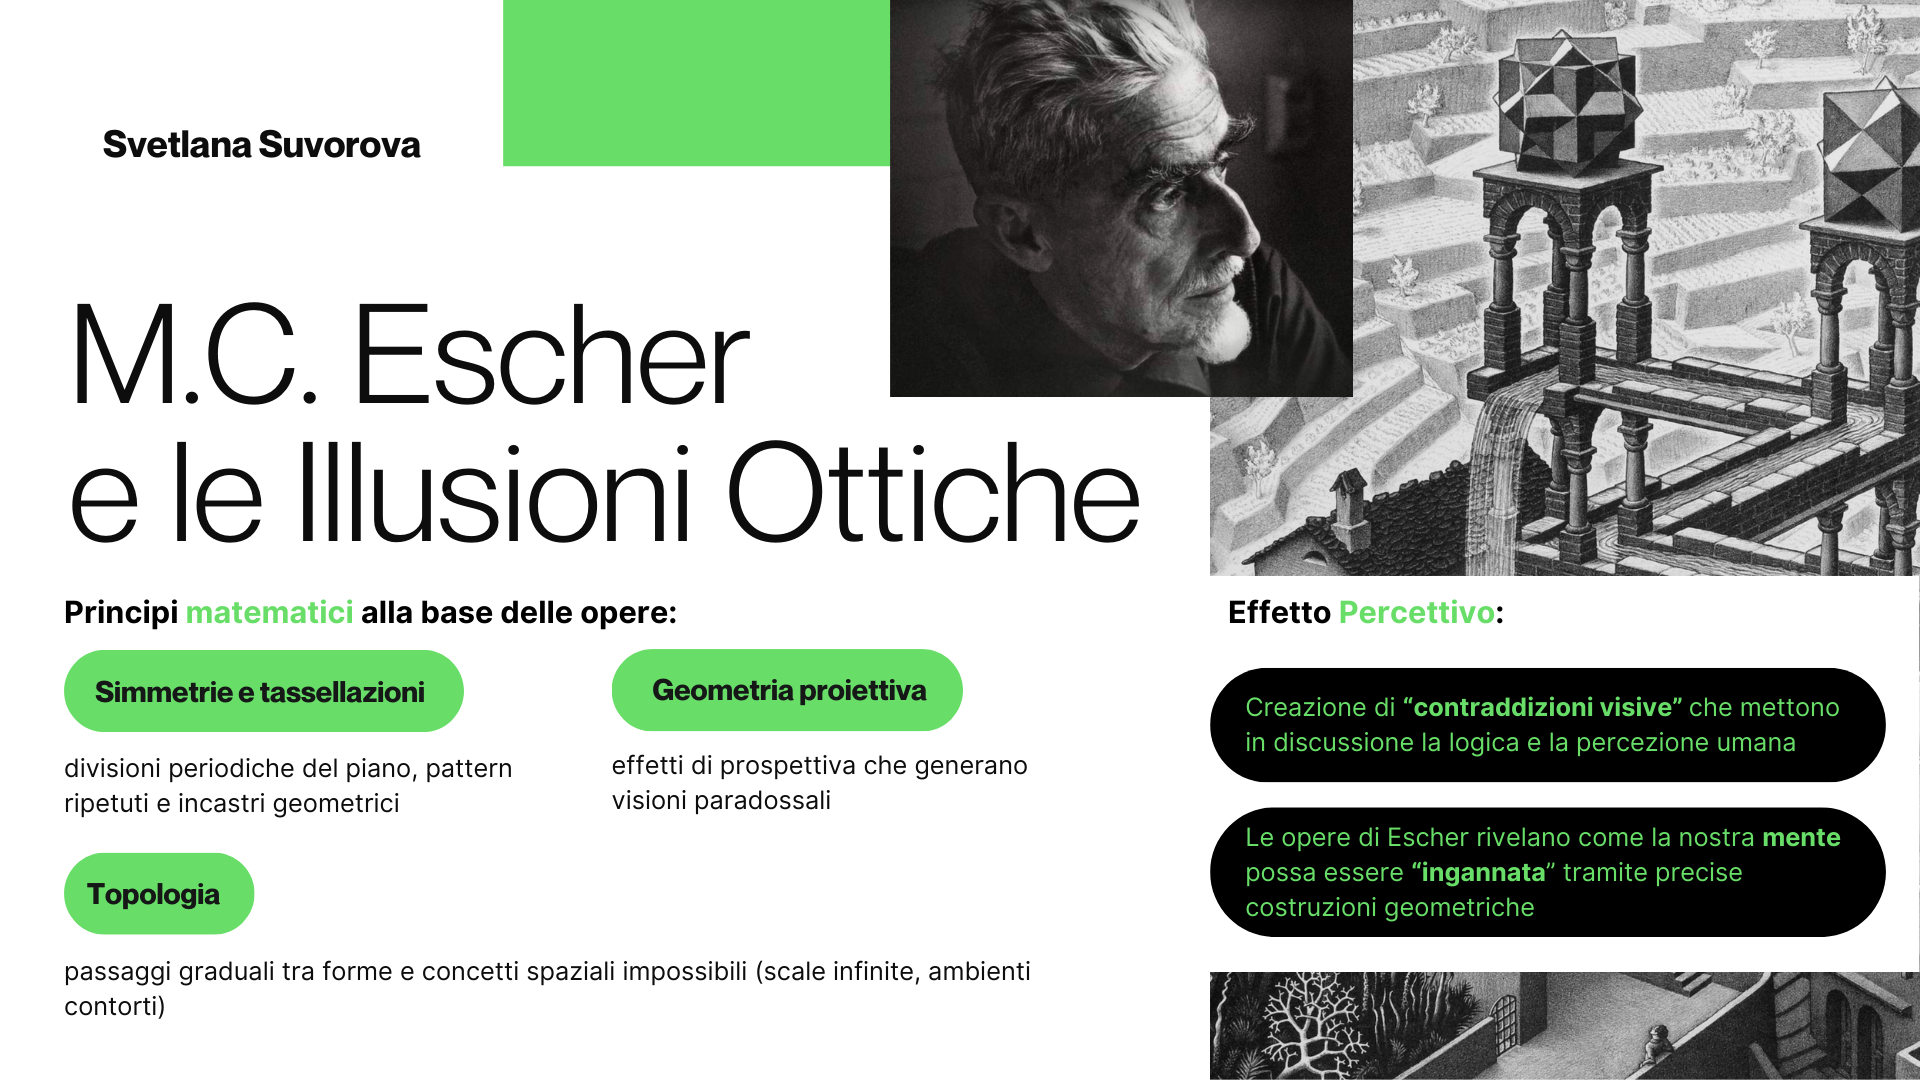 Svetlana Suvorova
M.C. Escher
e le Illusioni Ottiche
Principi matematici alla base delle opere:
Simmetrie e tassellazioni
divisioni periodiche del piano, pattern
ripetuti e incastri geometrici
Geometria proiettiva
effetti di prospettiva che generano
visioni paradossali
Topologia
passaggi graduali tra forme e concetti spaziali impossibili (scale infinite, ambienti
contorti)
Effetto Percettivo:
Creazione di “contraddizioni visive” che mettono
in discussione la logica e la percezione umana
Le opere di Escher rivelano come la nostra mente
possa essere “ingannata” tramite precise
costruzioni geometriche